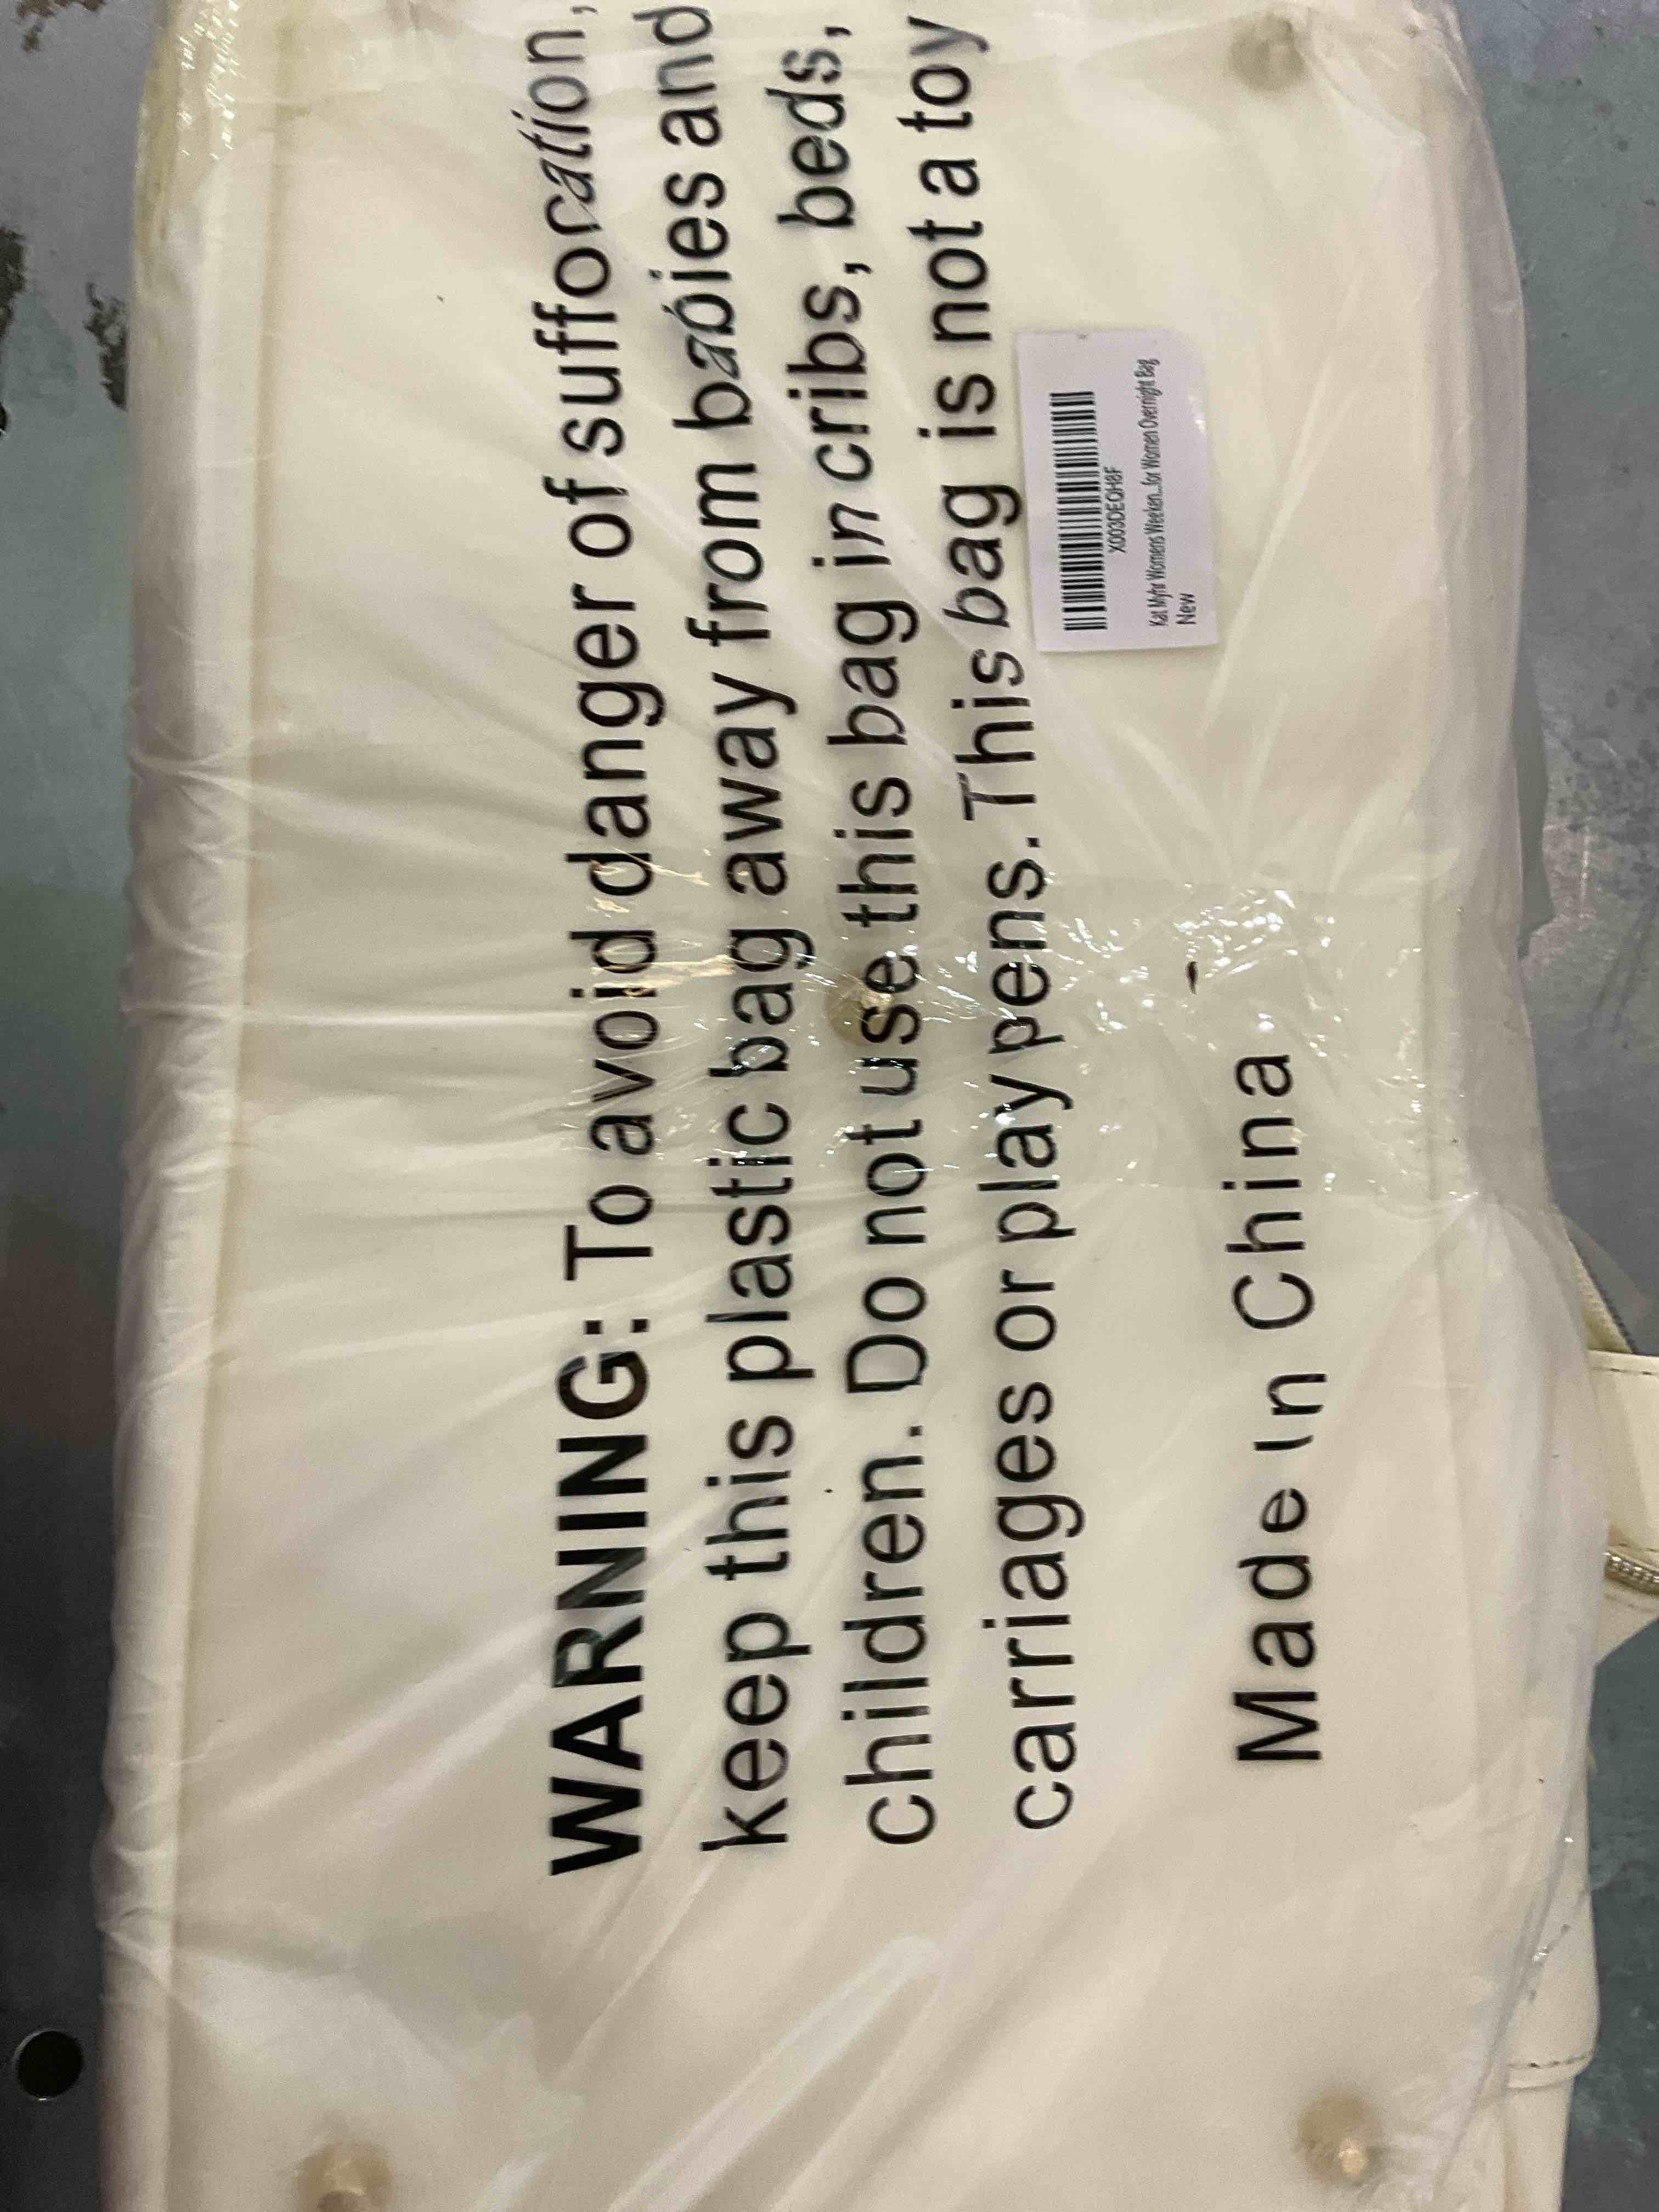 WARNING: To avoid danger of sufforcation,
keep this plastic bag away from babies and
children. Do not use this bag in cribs, beds,
carriages or play pens. This bag is not a toy
Made in China
X003DEQH8F
Kat Myhr Womens Weeken...for Women Overnight Bag
New